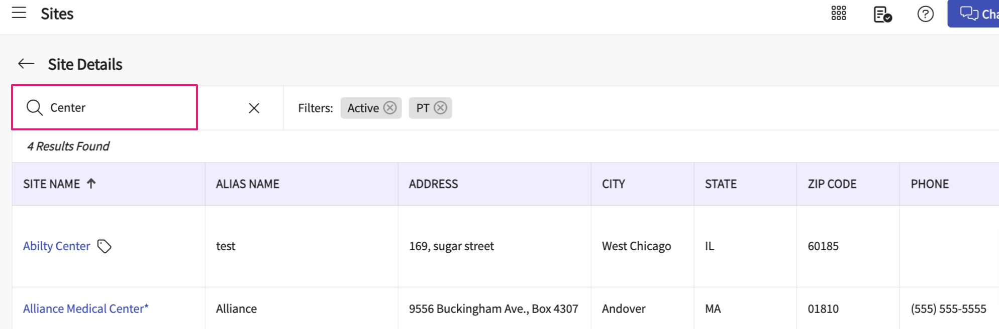 Sites
Site Details
Center
Filters: Active PT
4 Results Found
SITE NAME ALIAS NAME ADDRESS CITY STATE ZIP CODE PHONE
Abilty Center test 169, sugar street West Chicago IL 60185
Alliance Medical Center* Alliance 9556 Buckingham Ave., Box 4307 Andover MA 01810 (555) 555-5555